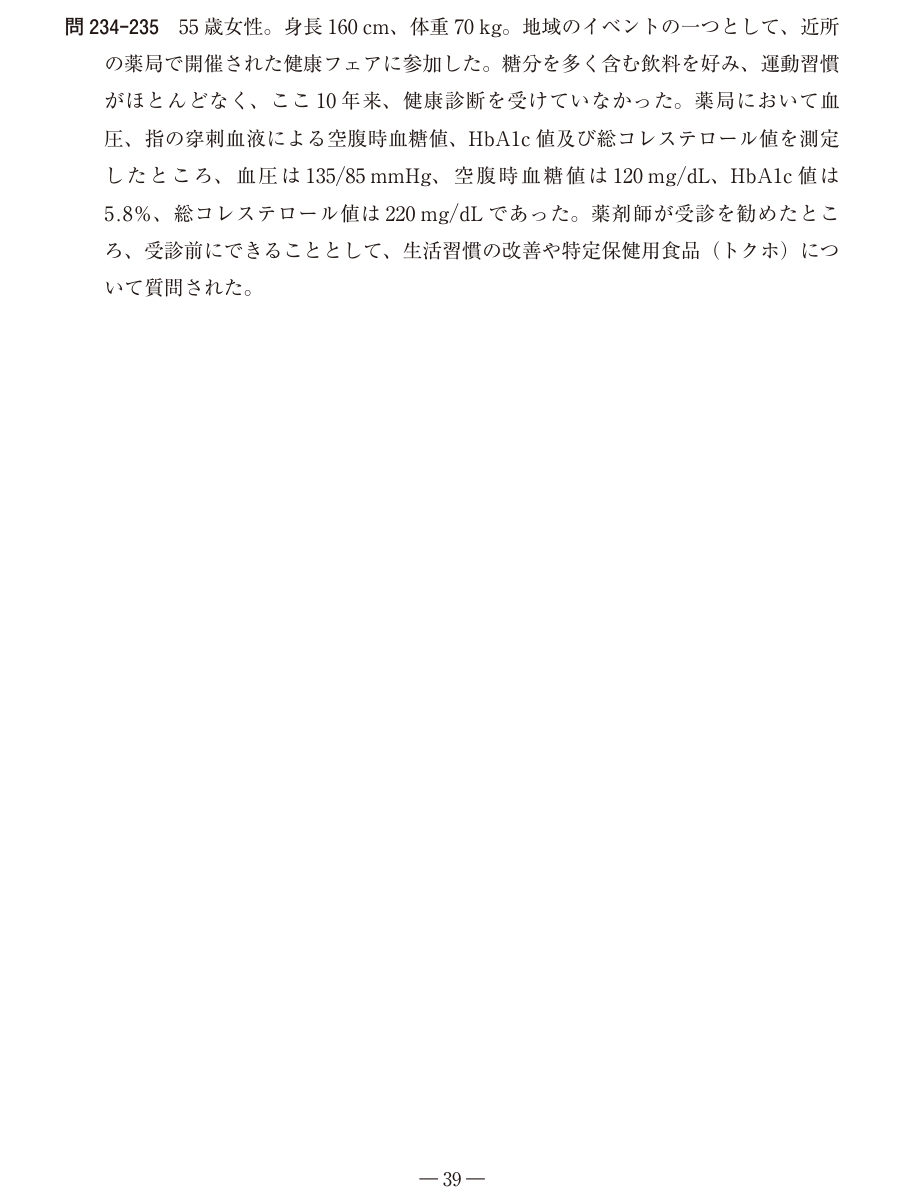 問 234-235　55 歳女性。身長 160 cm、体重 70 kg。地域のイベントの一つとして、近所
の薬局で開催された健康フェアに参加した。糖分を多く含む飲料を好み、運動習慣
がほとんどなく、ここ 10 年来、健康診断を受けていなかった。薬局において血
圧、指の穿刺血液による空腹時血糖値、HbA1c 値及び総コレステロール値を測定
したところ、血圧は 135/85 mmHg、空腹時血糖値は 120 mg/dL、HbA1c 値は
5.8%、総コレステロール値は 220 mg/dL であった。薬剤師が受診を勧めたとこ
ろ、受診前にできることとして、生活習慣の改善や特定保健用食品（トクホ）につ
いて質問された。
― 39 ―